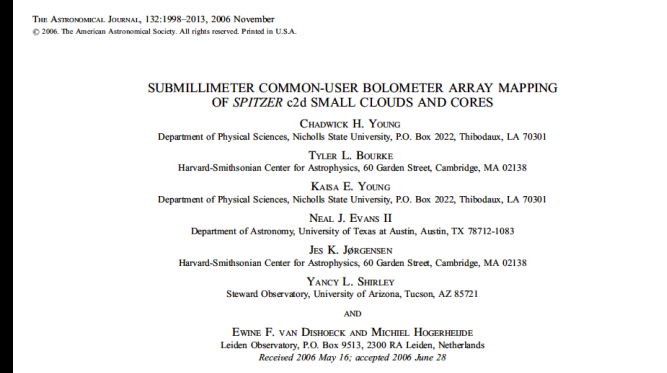 THE ASTRONOMICAL JOURNAL, 132:1998–2013, 2006 November
© 2006. The American Astronomical Society. All rights reserved. Printed in U.S.A.
SUBMILLIMETER COMMON-USER BOLOMETER ARRAY MAPPING
OF SPITZER c2d SMALL CLOUDS AND CORES
CHADWICK H. YOUNG
Department of Physical Sciences, Nicholls State University, P.O. Box 2022, Thibodaux, LA 70301
TYLER L. BOURKE
Harvard-Smithsonian Center for Astrophysics, 60 Garden Street, Cambridge, MA 02138
KAISA E. YOUNG
Department of Physical Sciences, Nicholls State University, P.O. Box 2022, Thibodaux, LA 70301
NEAL J. EVANS II
Department of Astronomy, University of Texas at Austin, Austin, TX 78712-1083
JES K. JØRGENSEN
Harvard-Smithsonian Center for Astrophysics, 60 Garden Street, Cambridge, MA 02138
YANCY L. SHIRLEY
Steward Observatory, University of Arizona, Tucson, AZ 85721
AND
EWINE F. VAN DISHOECK AND MICHIEL HOGERHEIJDE
Leiden Observatory, P.O. Box 9513, 2300 RA Leiden, Netherlands
Received 2006 May 16; accepted 2006 June 28